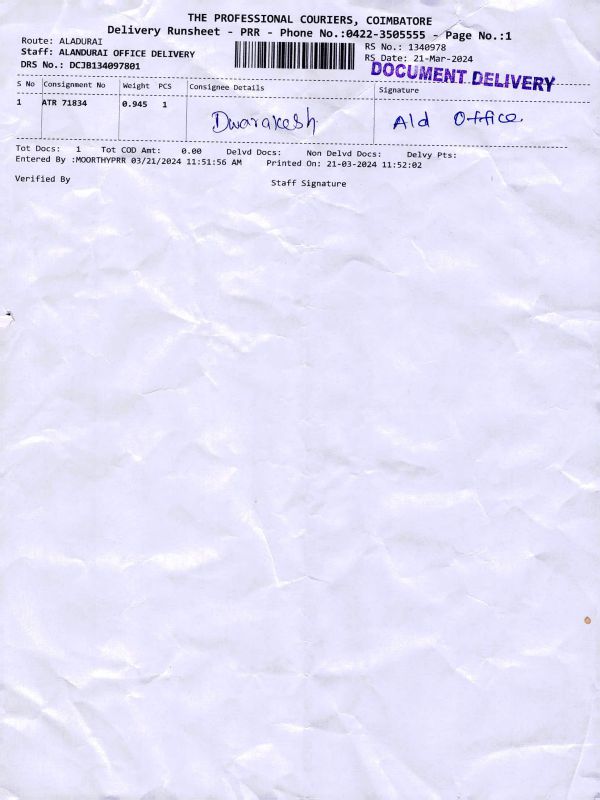 THE PROFESSIONAL COURIERS, COIMBATORE
Delivery Runsheet - PRR - Phone No.:0422-3505555 - Page No.:1
Route: ALADURAI
RS No.: 1340978
Staff: ALANDURAI OFFICE DELIVERY
RS Date: 21-Mar-2024
DRS No.: DCJB134097801
DOCUMENT DELIVERY
S No Consignment No Weight PCS Consignee Details Signature
1 ATR 71834 0.945 1 Dwarakesh Ald Office
Tot Docs: 1 Tot COD Amt: 0.00 Delvd Docs: Non Delvd Docs: Delvy Pts:
Entered By :MOORTHYPRR 03/21/2024 11:51:56 AM Printed On: 21-03-2024 11:52:02
Verified By Staff Signature